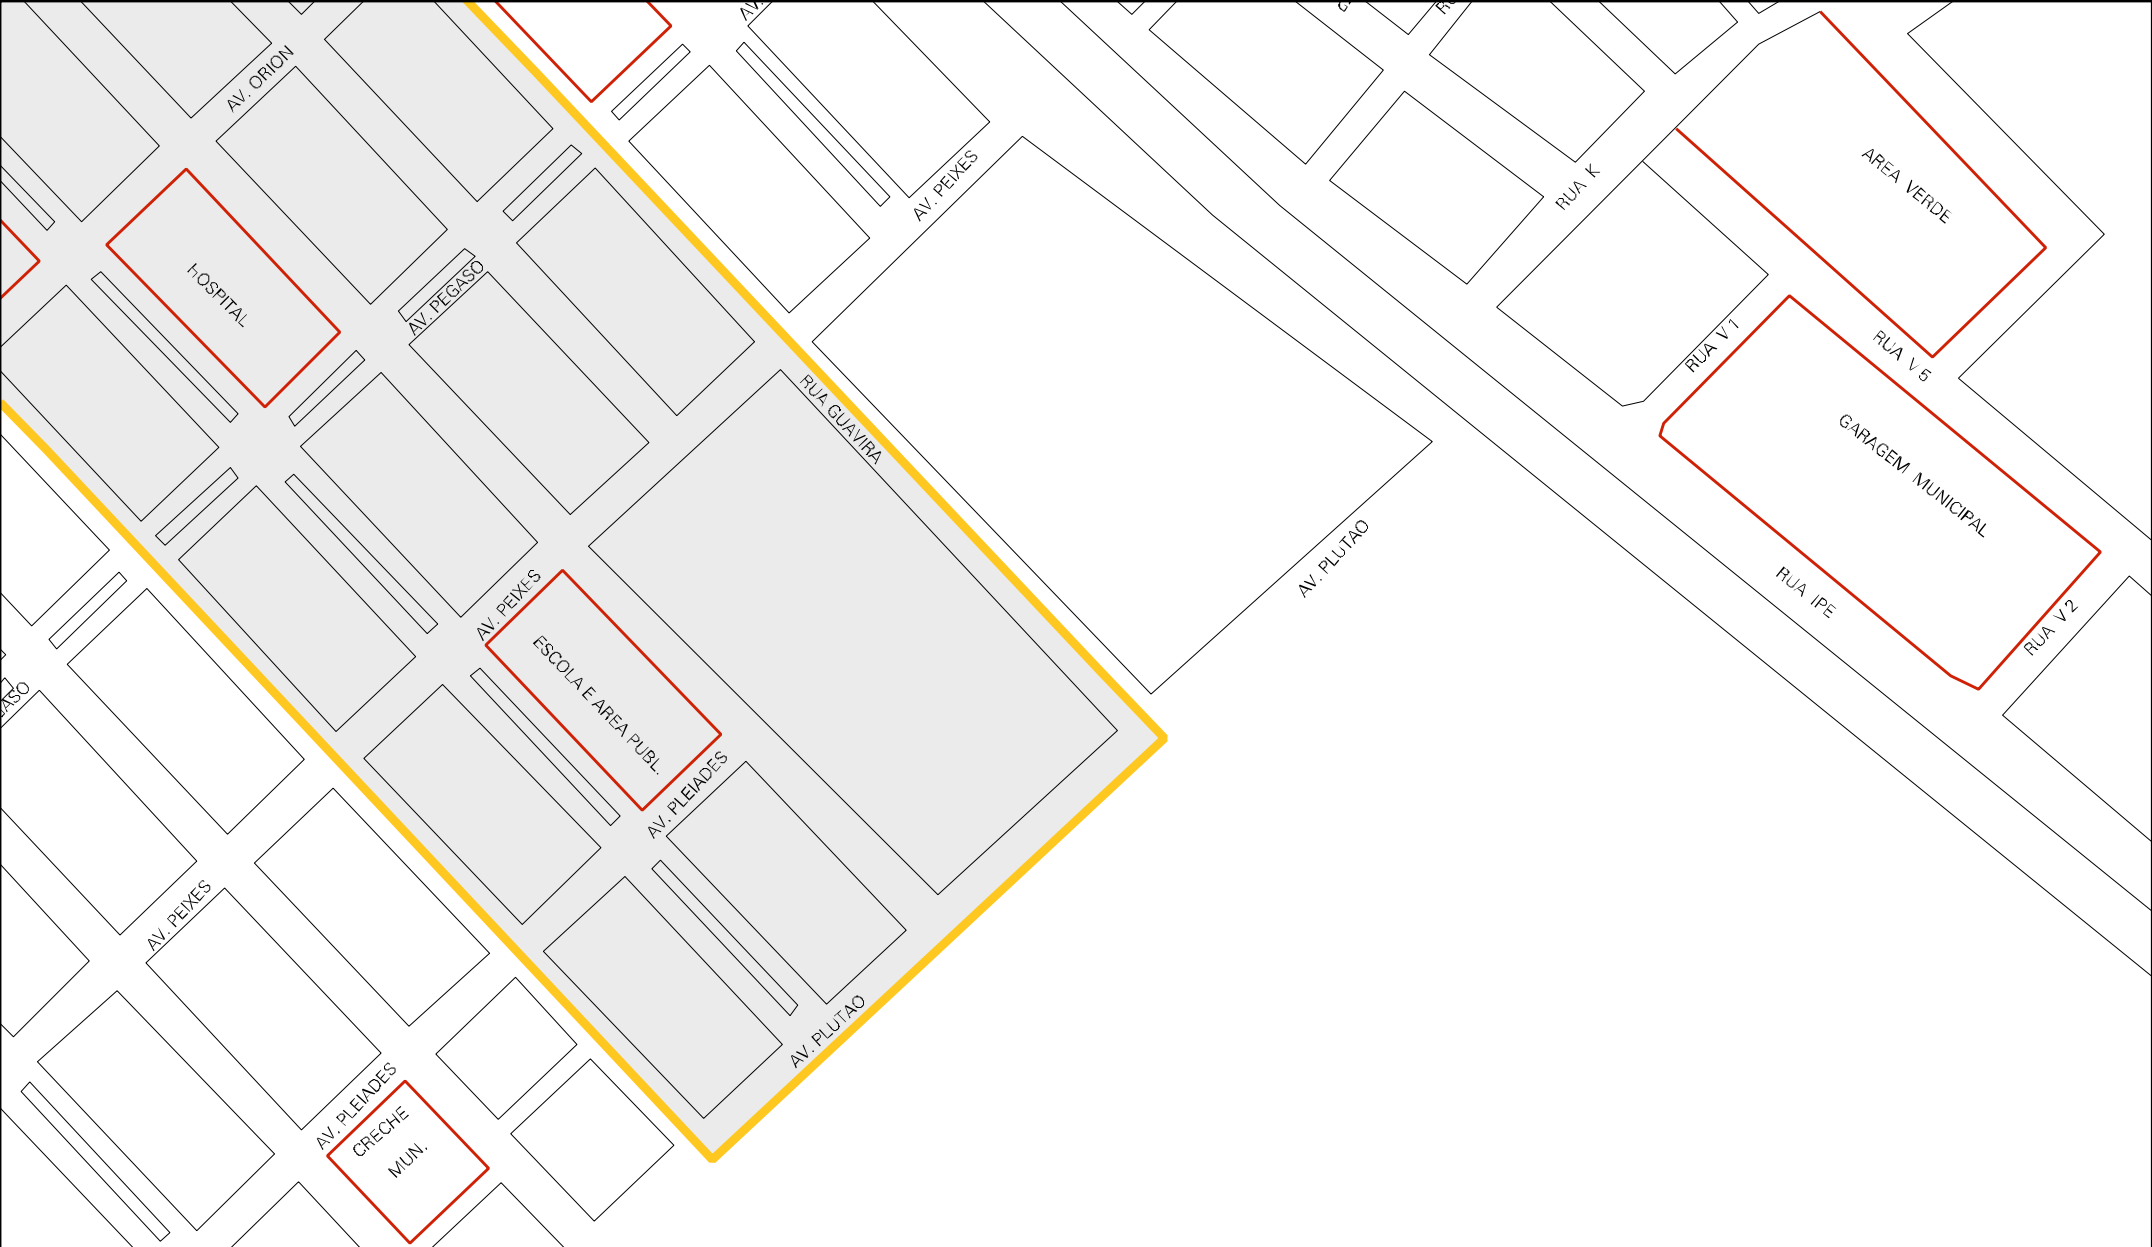 AV. ORION
AV.
AV. PEIXES
RUA K
AREA VERDE
HOSPITAL
AV. PEGASO
RUA GUAVIRA
RUA V 1
RUA V 5
GARAGEM MUNICIPAL
AV. PLUTAO
RUA IPE
RUA V 2
AV. PEIXES
ESCOLA E AREA PUBL.
AV. PLEIADES
AV. PEIXES
AV. PLUTAO
AV. PLEIADES
CRECHE
MUN.